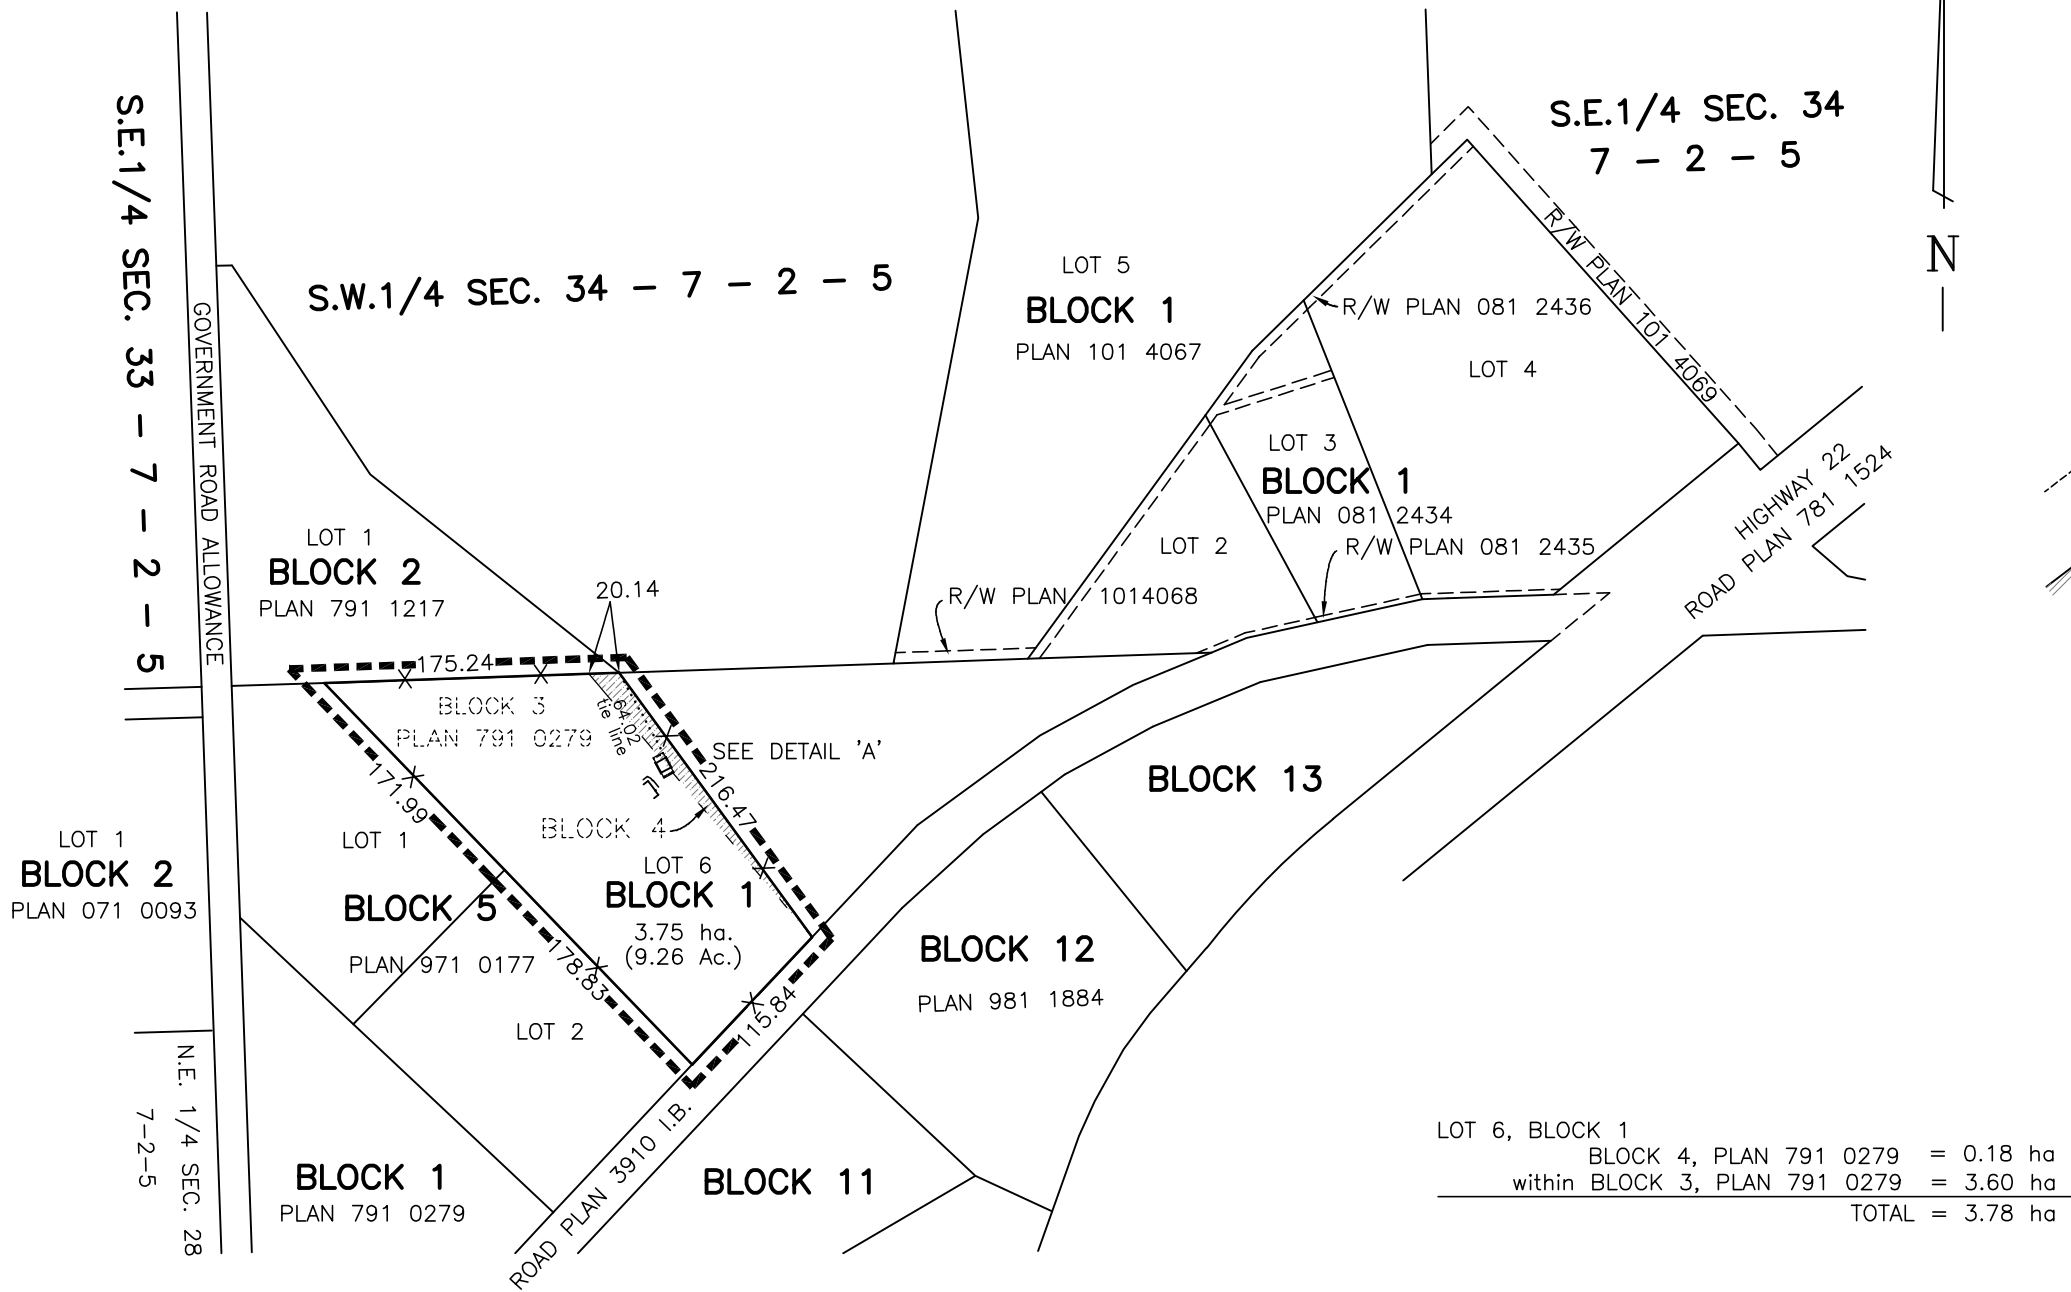 S.E.1/4 SEC. 33 - 7 - 2 - 5
GOVERNMENT ROAD ALLOWANCE
S.W.1/4 SEC. 34 - 7 - 2 - 5
S.E.1/4 SEC. 34
7 - 2 - 5
N
LOT 5
BLOCK 1
PLAN 101 4067
R/W PLAN 081 2436
R/W PLAN 101 4069
LOT 4
LOT 3
BLOCK 1
PLAN 081 2434
LOT 2
R/W PLAN 081 2435
R/W PLAN 1014068
HIGHWAY 22
ROAD PLAN 781 1524
LOT 1
BLOCK 2
PLAN 791 1217
20.14
175.24
BLOCK 3
PLAN 791 0279
64.02
tie line
SEE DETAIL 'A'
216.47
171.99
BLOCK 4
LOT 6
BLOCK 1
3.75 ha.
(9.26 Ac.)
178.83
115.84
LOT 1
BLOCK 5
PLAN 971 0177
LOT 2
LOT 1
BLOCK 2
PLAN 071 0093
BLOCK 13
BLOCK 12
PLAN 981 1884
BLOCK 11
N.E. 1/4 SEC. 28
7-2-5
BLOCK 1
PLAN 791 0279
ROAD PLAN 3910 I.B.
LOT 6, BLOCK 1
BLOCK 4, PLAN 791 0279 = 0.18 ha
within BLOCK 3, PLAN 791 0279 = 3.60 ha
TOTAL = 3.78 ha